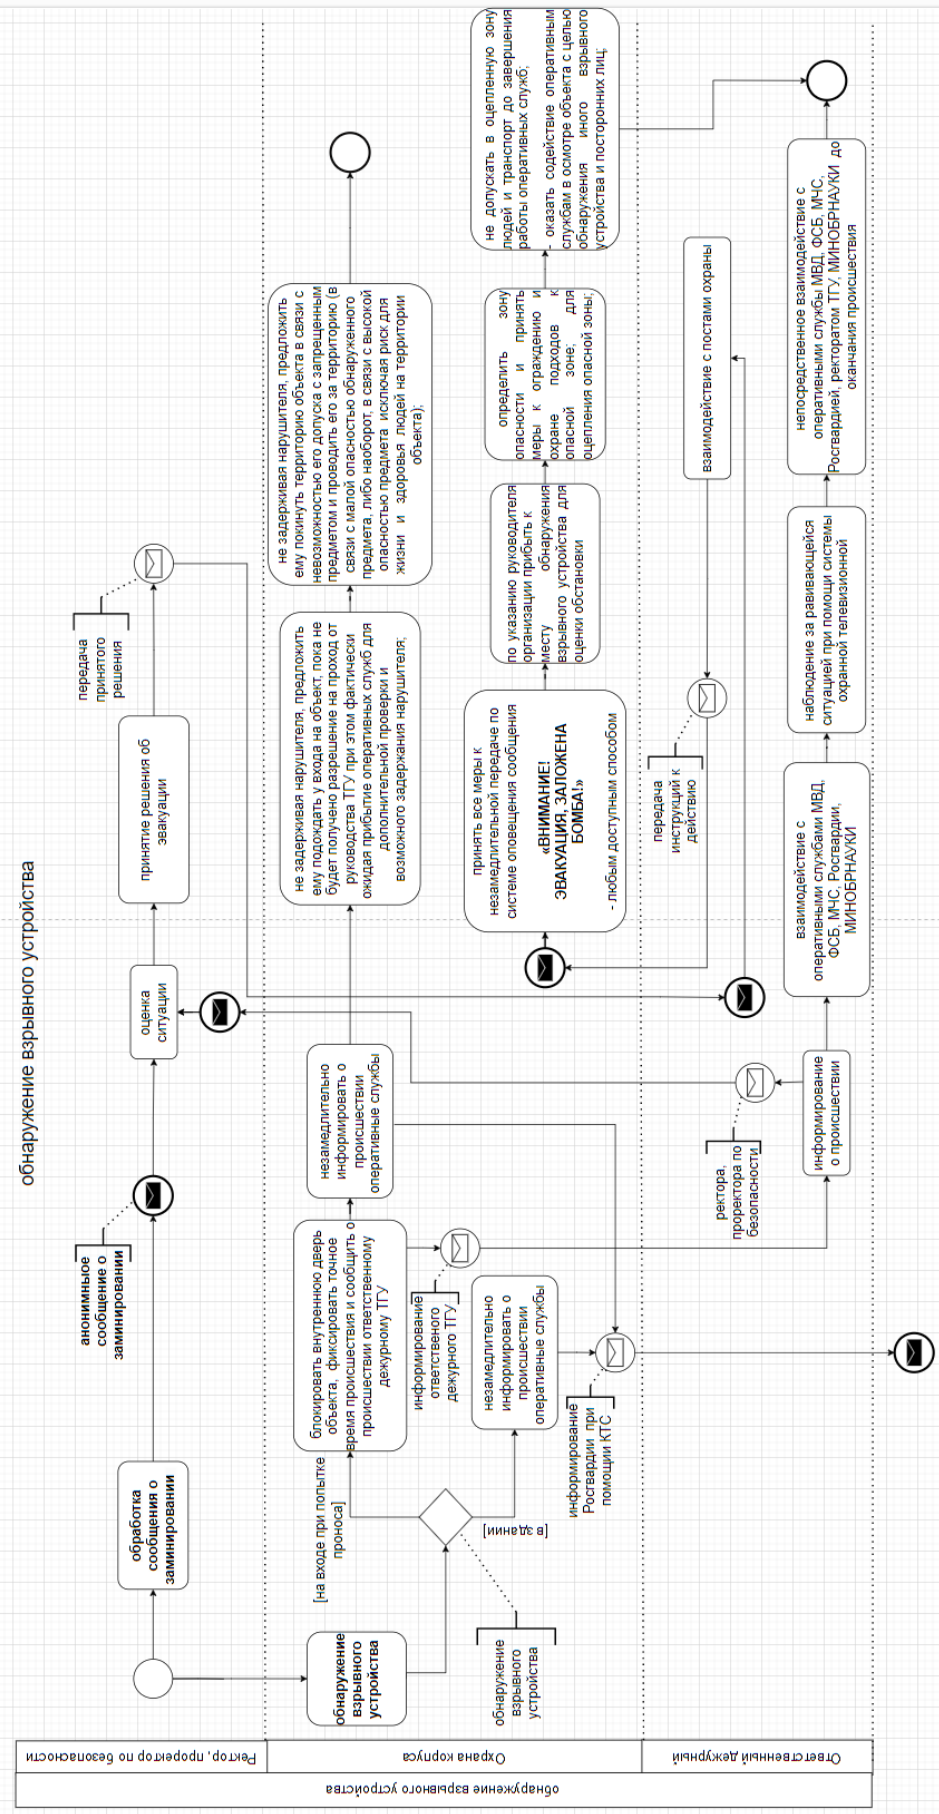 обнаружение взрывного устройства
обнаружение взрывного устройства
Ректор, проректор по безопасности
Охрана корпуса
Ответственный дежурный
обработка
сообщения о
заминировании
анонимныое
сообщение о
заминировании
оценка
ситуации
принятие решения об
эвакуации
передача
принятого
решения
обнаружение
взрывного
устройства
обнаружение
взрывного
устройства
[на входе при попытке
проноса]
[в здании]
блокировать внутреннюю дверь
объекта, фиксировать точное
время происшествия и сообщить о
происшествии ответственному
дежурному ТГУ
информирование
ответственого
дежурного ТГУ
незамедлительно
информировать о
происшествии
оперативные службы
незамедлительно
информировать о
происшествии
оперативные службы
информирование
Росгвардии при
помощи КТС
не задерживая нарушителя, предложить
ему подождать у входа на объект, пока не
будет получено разрешение на проход от
руководства ТГУ при этом фактически
ожидая прибытие оперативных служб для
дополнительной проверки и
возможного задержания нарушителя;
не задерживая нарушителя, предложить
ему покинуть территорию объекта в связи с
невозможностью его допуска с запрещенным
предметом и проводить его за территорию (в
связи с малой опасностью обнаруженного
предмета, либо наоборот, в связи с высокой
опасностью предмета исключая риск для
жизни и здоровья людей на территории
объекта);
принять все меры к
незамедлительной передаче по
системе оповещения сообщения
«ВНИМАНИЕ!
ЭВАКУАЦИЯ, ЗАЛОЖЕНА
БОМБА!»
- любым доступным способом
по указанию руководителя
организации прибыть к
месту обнаружения
взрывного устройства для
оценки обстановки
определить зону
опасности и принять
меры к ограждению и
охране подходов к
опасной зоне; для
оцепления опасной зоны;
не допускать в оцепленную зону
людей и транспорт до завершения
работы оперативных служб;
- оказать содействие оперативным
службам в осмотре объекта с целью
обнаружения иного взрывного
устройства и посторонних лиц;
ректора,
проректора по
безопасности
передача
инструкций к
действию
взаимодействие с постами охраны
информирование
о происшествии
взаимодействие с
оперативными службами МВД,
ФСБ, МЧС, Росгвардии,
МИНОБРНАУКИ
наблюдение за равивающейся
ситуацией при помощи системы
охранной телевизионной
непосредственное взаимодействие с
оперативными службы МВД, ФСБ, МЧС,
Росгвардией, ректоратом ТГУ, МИНОБРНАУКИ до
окончания происшествия